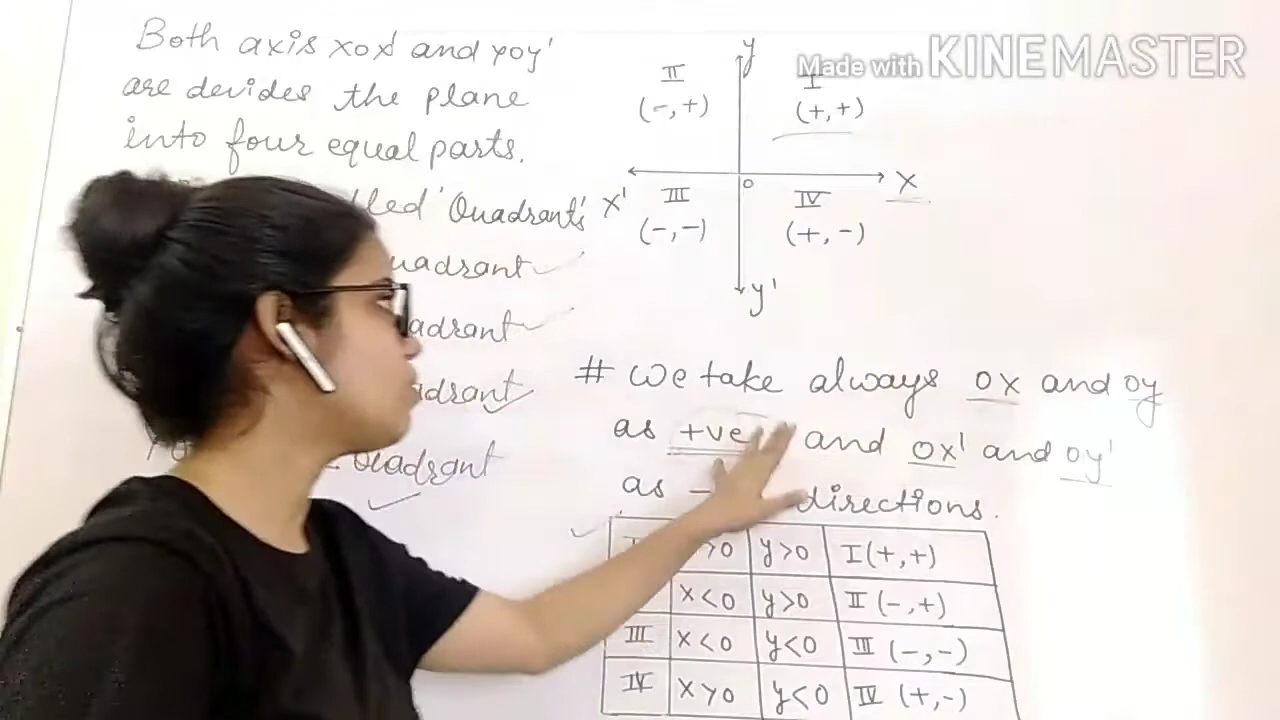 Both axis xox' and yoy'
are devides the plane
into four equal parts.
'Quadrants'
uadrant
adrant
adrant
Quadrant
Made with KINEMASTER
y
II
(-,+)
I
(+,+)
X'
o
X
III
(-,-)
IV
(+,-)
y'
# We take always ox and oy
as +ve and ox' and oy'
as - directions.
>0 y>0 I(+,+)
x<0 y>0 II (-,+)
III x<0 y<0 III (-,-)
IV x>0 y<0 IV (+,-)